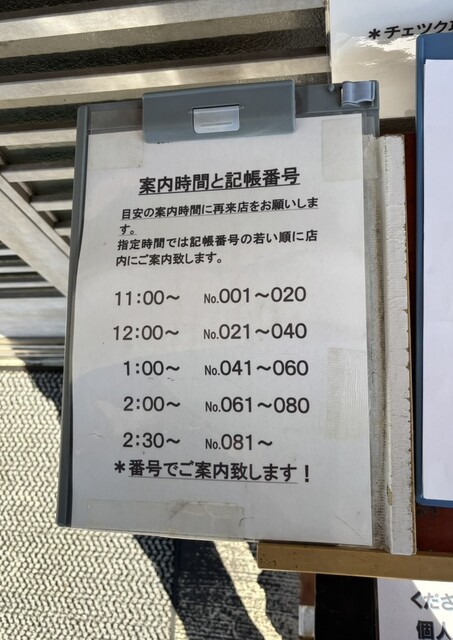 *チェック
案内時間と記帳番号
目安の案内時間に再来店をお願いしま
す。
指定時間では記帳番号の若い順に店
内にご案内致します。
11:00~ No.001~020
12:00~ No.021~040
1:00~ No.041~060
2:00~ No.061~080
2:30~ No.081~
*番号でご案内致します!
くださ
個人